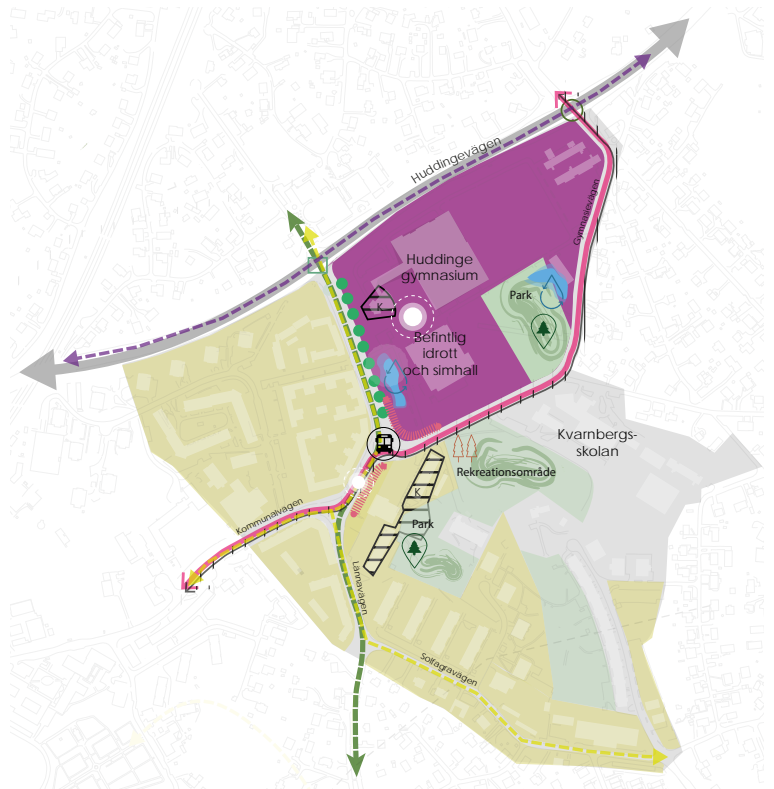 Huddingevägen
Gymnasievägen
Huddinge
gymnasium
Park
K
Befintlig
idrott
och simhall
Kvarnbergs-
skolan
Rekreationsområde
K
Kommunalvägen
Park
Lännavägen
Solfagravägen